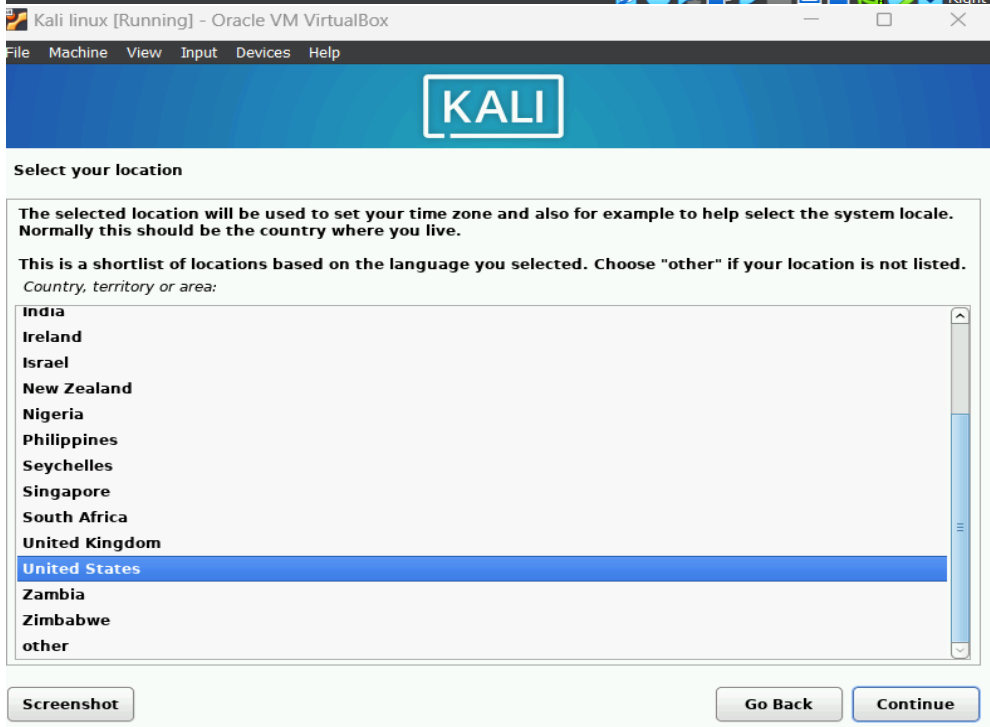 Right
Kali linux [Running] - Oracle VM VirtualBox
File Machine View Input Devices Help
KALI
Select your location
The selected location will be used to set your time zone and also for example to help select the system locale.
Normally this should be the country where you live.
This is a shortlist of locations based on the language you selected. Choose "other" if your location is not listed.
Country, territory or area:
India
Ireland
Israel
New Zealand
Nigeria
Philippines
Seychelles
Singapore
South Africa
United Kingdom
United States
Zambia
Zimbabwe
other
Screenshot Go Back Continue